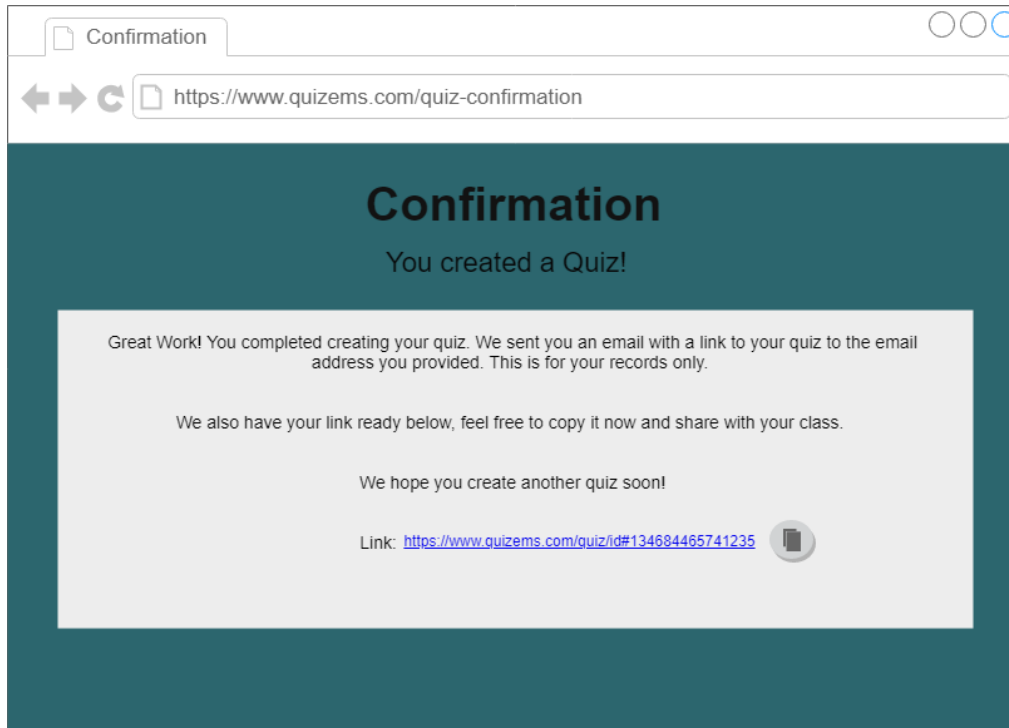 Confirmation
https://www.quizems.com/quiz-confirmation
Confirmation
You created a Quiz!
Great Work! You completed creating your quiz. We sent you an email with a link to your quiz to the email
address you provided. This is for your records only.
We also have your link ready below, feel free to copy it now and share with your class.
We hope you create another quiz soon!
Link: https://www.quizems.com/quiz/id#134684465741235